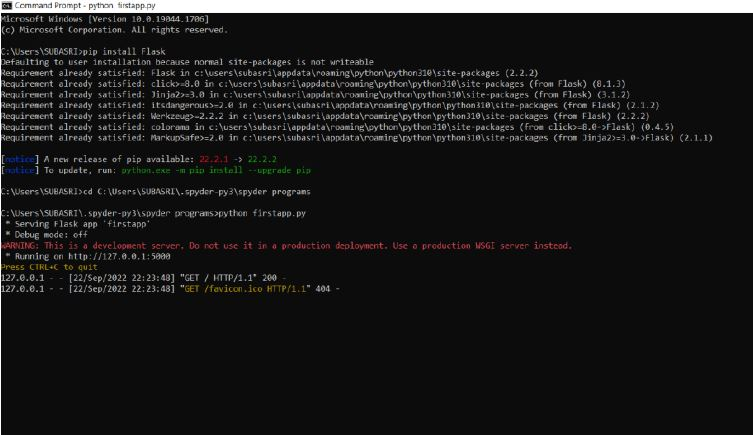 Command Prompt - python firstapp.py
Microsoft Windows [Version 10.0.19044.1706]
(c) Microsoft Corporation. All rights reserved.
C:\Users\SUBASRI>pip install Flask
Defaulting to user installation because normal site-packages is not writeable
Requirement already satisfied: Flask in c:\users\subasri\appdata\roaming\python\python310\site-packages (2.2.2)
Requirement already satisfied: click>=8.0 in c:\users\subasri\appdata\roaming\python\python310\site-packages (from Flask) (8.1.3)
Requirement already satisfied: Jinja2>=3.0 in c:\users\subasri\appdata\roaming\python\python310\site-packages (from Flask) (3.1.2)
Requirement already satisfied: itsdangerous>=2.0 in c:\users\subasri\appdata\roaming\python\python310\site-packages (from Flask) (2.1.2)
Requirement already satisfied: Werkzeug>=2.2.2 in c:\users\subasri\appdata\roaming\python\python310\site-packages (from Flask) (2.2.2)
Requirement already satisfied: colorama in c:\users\subasri\appdata\roaming\python\python310\site-packages (from click>=8.0->Flask) (0.4.5)
Requirement already satisfied: MarkupSafe>=2.0 in c:\users\subasri\appdata\roaming\python\python310\site-packages (from Jinja2>=3.0->Flask) (2.1.1)
[notice] A new release of pip available: 22.2.1 -> 22.2.2
[notice] To update, run: python.exe -m pip install --upgrade pip
C:\Users\SUBASRI>cd C:\Users\SUBASRI\.spyder-py3\spyder programs
C:\Users\SUBASRI\.spyder-py3\spyder programs>python firstapp.py
* Serving Flask app 'firstapp'
* Debug mode: off
WARNING: This is a development server. Do not use it in a production deployment. Use a production WSGI server instead.
* Running on http://127.0.0.1:5000
Press CTRL+C to quit
127.0.0.1 - - [22/Sep/2022 22:23:48] "GET / HTTP/1.1" 200 -
127.0.0.1 - - [22/Sep/2022 22:23:48] "GET /favicon.ico HTTP/1.1" 404 -